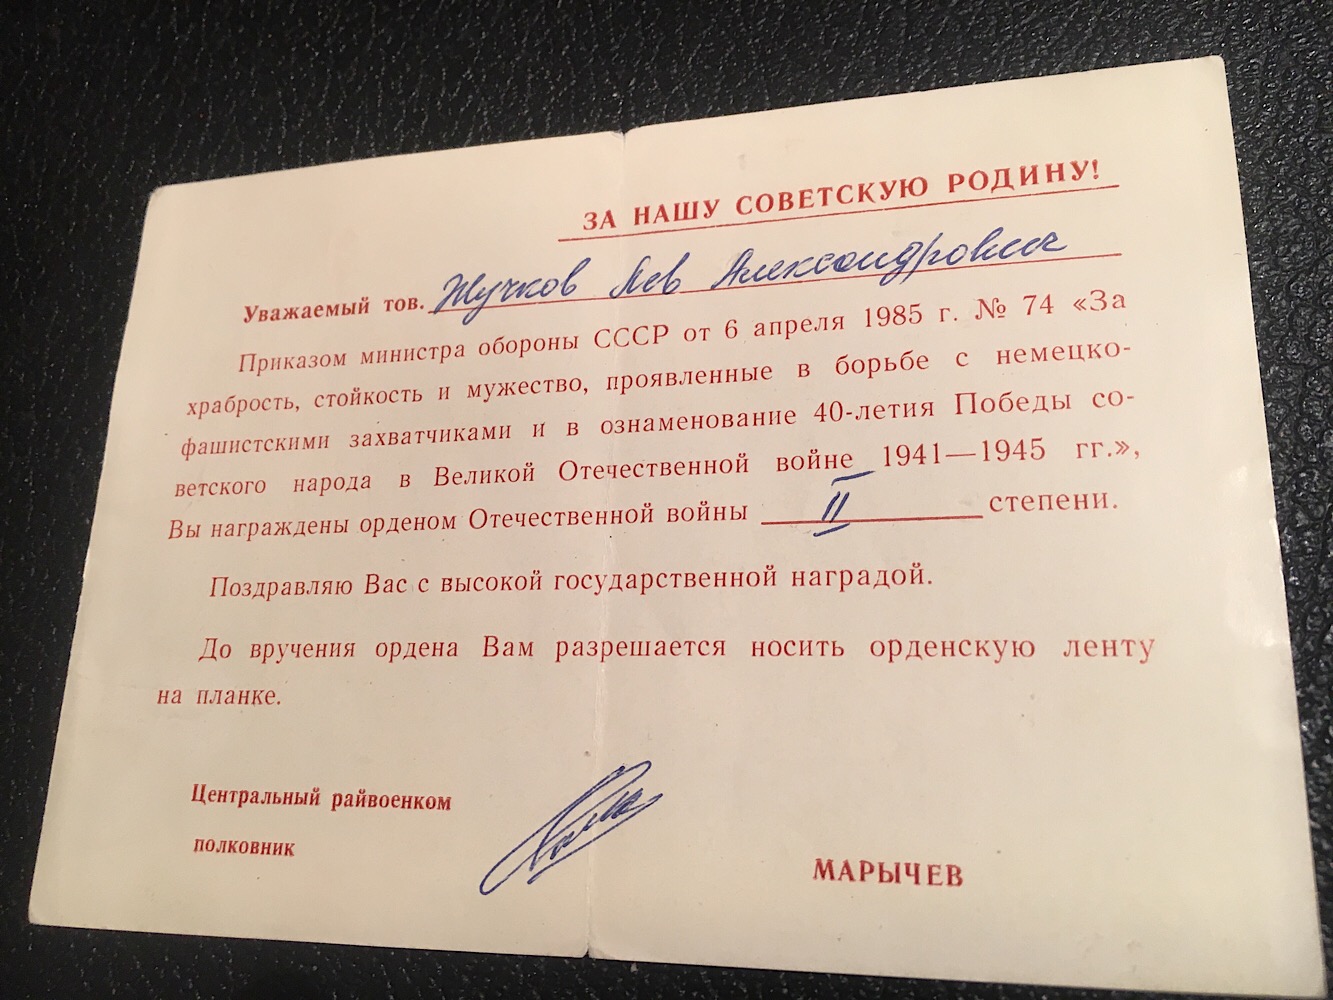 ЗА НАШУ СОВЕТСКУЮ РОДИНУ!
Уважаемый тов. Жучков Лев Александрович
Приказом министра обороны СССР от 6 апреля 1985 г. № 74 «За
храбрость, стойкость и мужество, проявленные в борьбе с немецко-
фашистскими захватчиками и в ознаменование 40-летия Победы со-
ветского народа в Великой Отечественной войне 1941—1945 гг.»,
Вы награждены орденом Отечественной войны II степени.
Поздравляю Вас с высокой государственной наградой.
До вручения ордена Вам разрешается носить орденскую ленту
на планке.
Центральный райвоенком
полковник
МАРЫЧЕВ